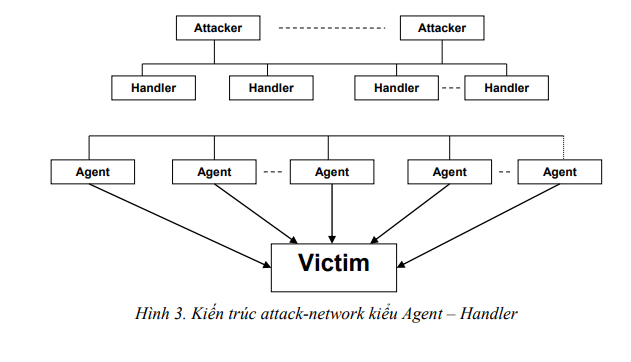 Attacker Attacker
Handler Handler Handler Handler
Agent Agent Agent Agent Agent
Victim
Hình 3. Kiến trúc attack-network kiểu Agent – Handler